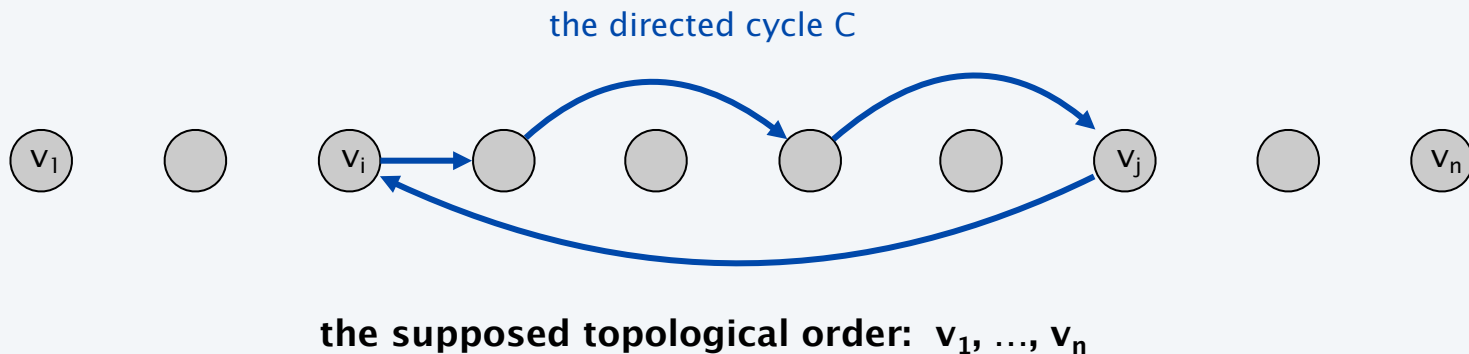 the directed cycle C
v₁ vᵢ vⱼ vₙ
the supposed topological order: v₁, …, vₙ